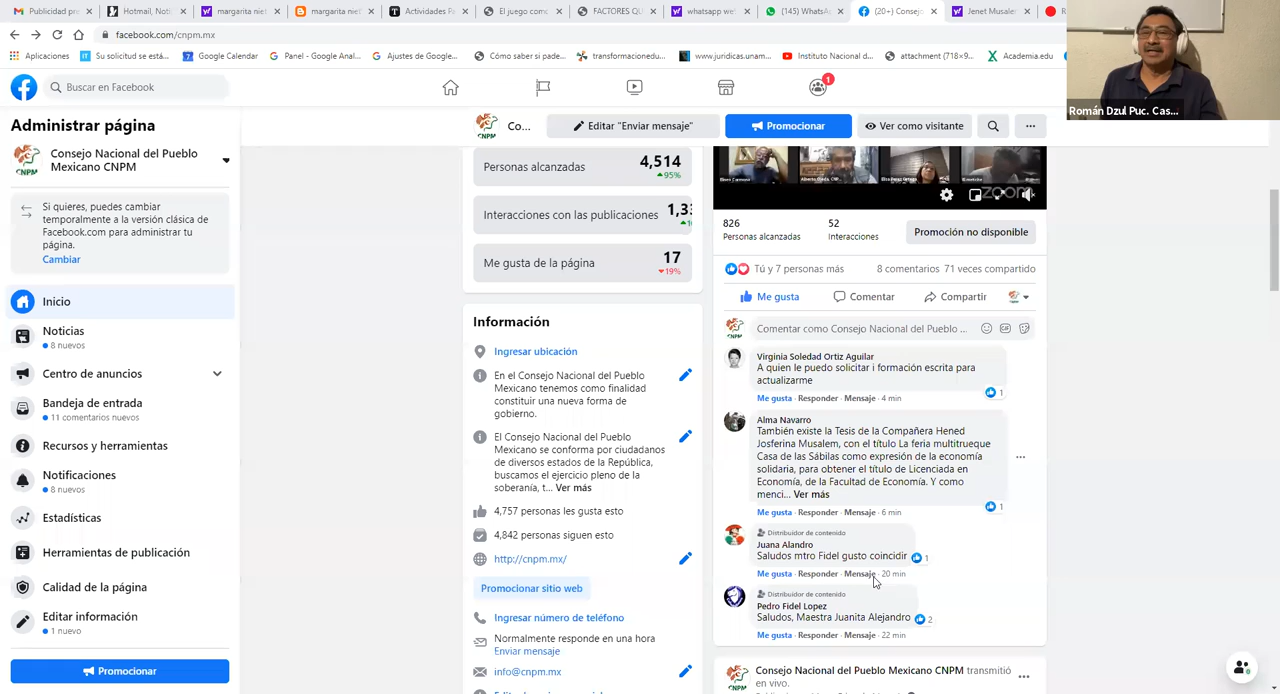 Publicidad pr
Hotmail, Not
margarita niet
margarita niet
Actividades P
El juego com
FACTORES QU
whatsapp we
(145) WhatsA
(20+) Consejo
Jenet Musale
facebook.com/cnpm.mx
Aplicaciones
Su solicitud se está...
Google Calendar
Panel - Google Anal...
Ajustes de Google...
Cómo saber si pade...
transformacionedu...
www.juridicas.unam...
Instituto Nacional d...
attachment (718×9...
Academia.edu
Román Dzul Puc. Cas...
Buscar en Facebook
1
Administrar página
Consejo Nacional del Pueblo
Mexicano CNPM
Si quieres, puedes cambiar
temporalmente a la versión clásica de
Facebook.com para administrar tu
página.
Cambiar
Inicio
Noticias
8 nuevos
Centro de anuncios
Bandeja de entrada
11 comentarios nuevos
Recursos y herramientas
Notificaciones
8 nuevos
Estadísticas
Herramientas de publicación
Calidad de la página
Editar información
1 nuevo
Promocionar
CNPM
Co...
Editar "Enviar mensaje"
Promocionar
Ver como visitante
...
Personas alcanzadas 4,514
95%
Interacciones con las publicaciones 1,3
Me gusta de la página 17
19%
Información
Ingresar ubicación
En el Consejo Nacional del Pueblo
Mexicano tenemos como finalidad
constituir una nueva forma de
gobierno.
El Consejo Nacional del Pueblo
Mexicano se conforma por ciudadanos
de diversos estados de la República,
buscamos el ejercicio pleno de la
soberanía, t... Ver más
4,757 personas les gusta esto
4,842 personas siguen esto
http://cnpm.mx/
Promocionar sitio web
Ingresar número de teléfono
Normalmente responde en una hora
Enviar mensaje
info@cnpm.mx
zoom
826
Personas alcanzadas
52
Interacciones
Promoción no disponible
Tú y 7 personas más
8 comentarios 71 veces compartido
Me gusta
Comentar
Compartir
Comentar como Consejo Nacional del Pueblo ...
Virginia Soledad Ortiz Aguilar
A quien le puedo solicitar i formación escrita para
actualizarme
1
Me gusta · Responder · Mensaje · 4 min
Alma Navarro
También existe la Tesis de la Compañera Hened
Josferina Musalem, con el título La feria multitrueque
Casa de las Sábilas como expresión de la economía
solidaria, para obtener el título de Licenciada en
Economía, de la Facultad de Economía. Y como
menci... Ver más
1
Me gusta · Responder · Mensaje · 6 min
Distribuidor de contenido
Juana Alandro
Saludos mtro Fidel gusto coincidir
1
Me gusta · Responder · Mensaje · 20 min
Distribuidor de contenido
Pedro Fidel Lopez
Saludos, Maestra Juanita Alejandro
2
Me gusta · Responder · Mensaje · 22 min
Consejo Nacional del Pueblo Mexicano CNPM transmitió
en vivo.